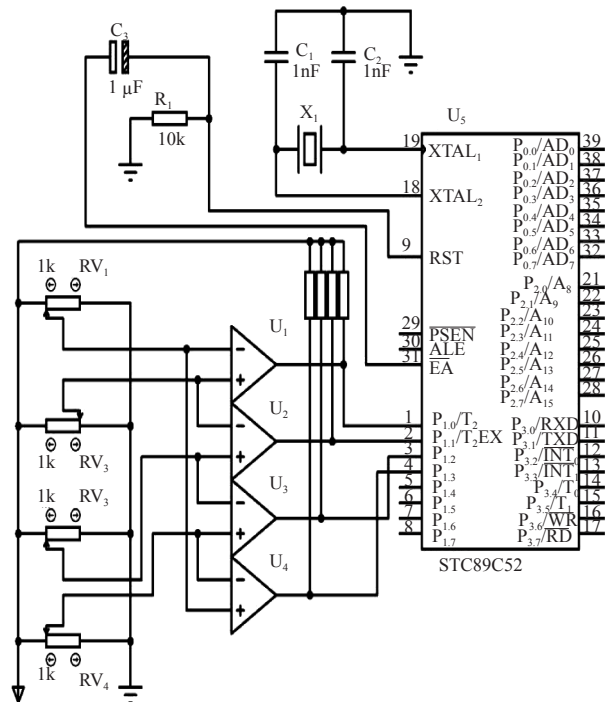 C3
1 μF
R1
10k
C1
1nF
C2
1nF
X1
U5
19 XTAL1
18 XTAL2
9 RST
29 PSEN
30 ALE
31 EA
1 P1.0/T2
2 P1.1/T2EX
3 P1.2
4 P1.3
5 P1.4
6 P1.5
7 P1.6
8 P1.7
P0.0/AD0 39
P0.1/AD1 38
P0.2/AD2 37
P0.3/AD3 36
P0.4/AD4 35
P0.5/AD5 34
P0.6/AD6 33
P0.7/AD7 32
P2.0/A8 21
P2.1/A9 22
P2.2/A10 23
P2.3/A11 24
P2.4/A12 25
P2.5/A13 26
P2.6/A14 27
P2.7/A15 28
P3.0/RXD 10
P3.1/TXD 11
P3.2/INT0 12
P3.3/INT1 13
P3.4/T0 14
P3.5/T1 15
P3.6/WR 16
P3.7/RD 17
STC89C52
1k RV1
1k RV3
RV3
1k
1k RV4
U1
U2
U3
U4